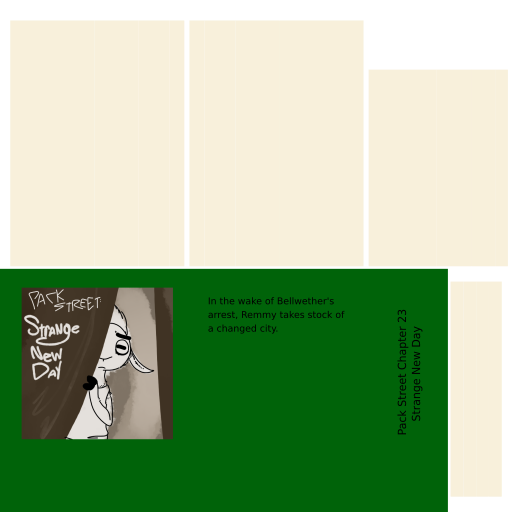 PACK
STREET:
Strange
New
Day
In the wake of Bellwether's
arrest, Remmy takes stock of
a changed city.
Pack Street Chapter 23
Strange New Day